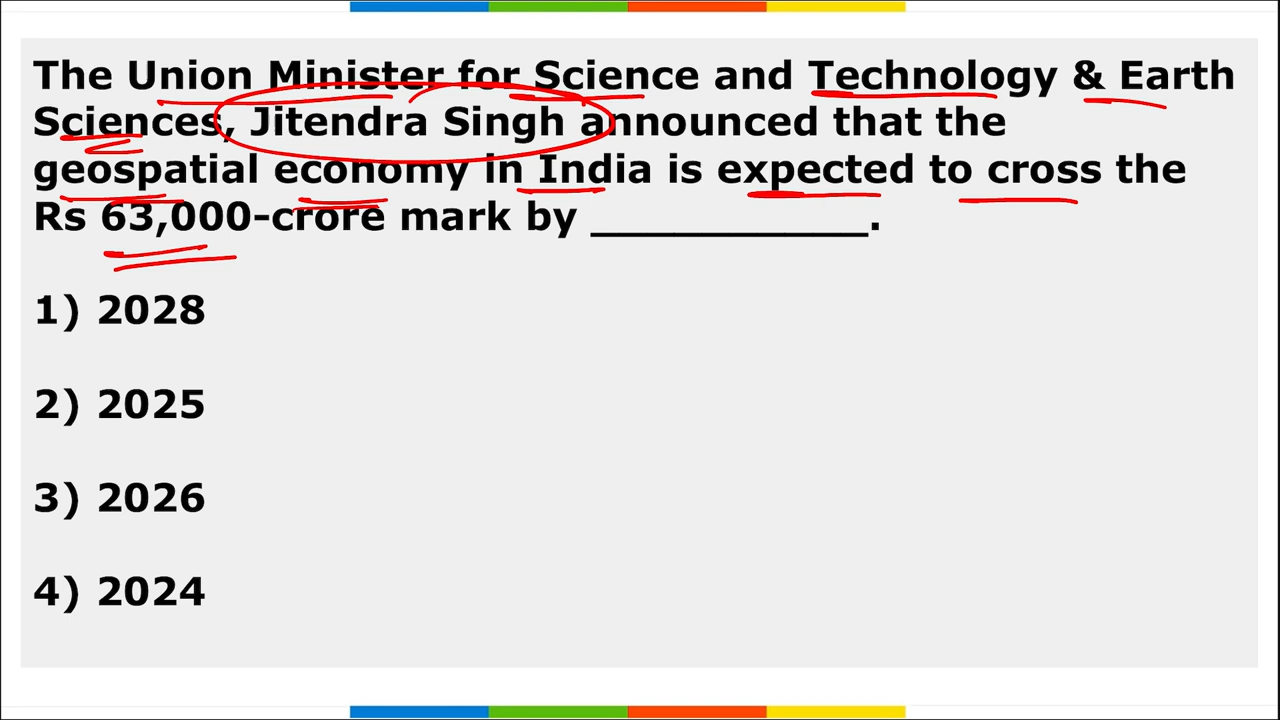 The Union Minister for Science and Technology & Earth
Sciences, Jitendra Singh announced that the
geospatial economy in India is expected to cross the
Rs 63,000-crore mark by _____________.
1) 2028
2) 2025
3) 2026
4) 2024